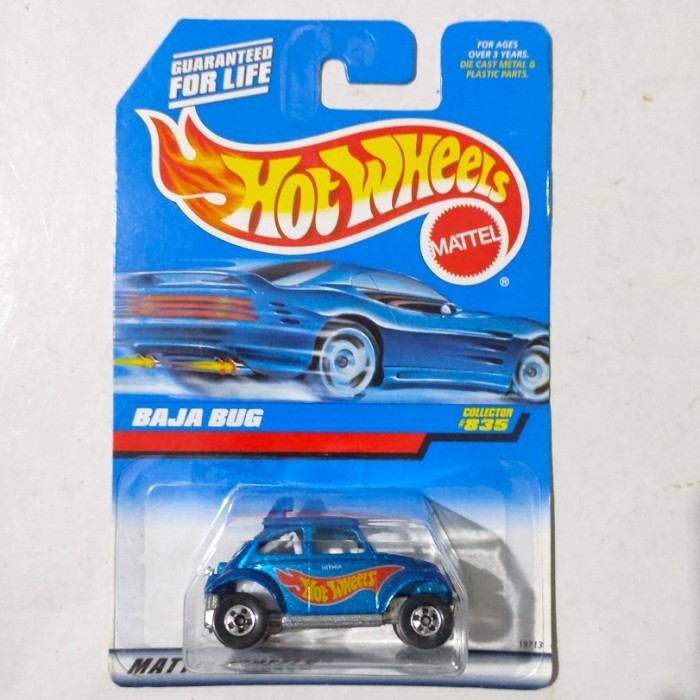 GUARANTEED
FOR LIFE
FOR AGES
OVER 3 YEARS.
DIE CAST METAL &
PLASTIC PARTS.
HOT WHEELS
MATTEL
®
BAJA BUG
COLLECTOR
#835
HOT WHEELS
19713